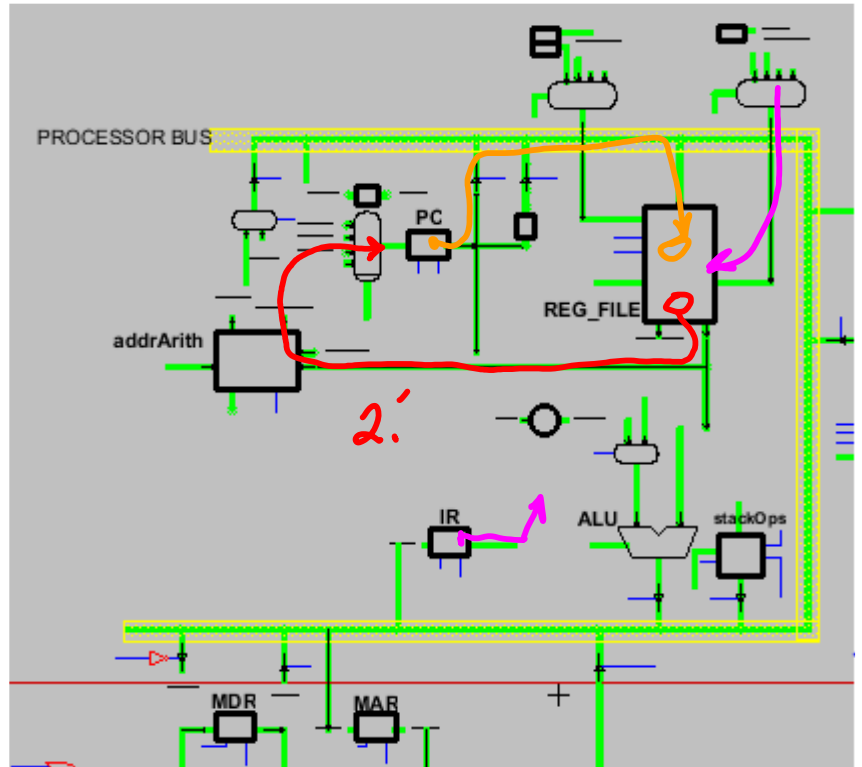 PROCESSOR BUS
PC
REG_FILE
addrArith
2.'
IR
ALU
stackOps
MDR
MAR